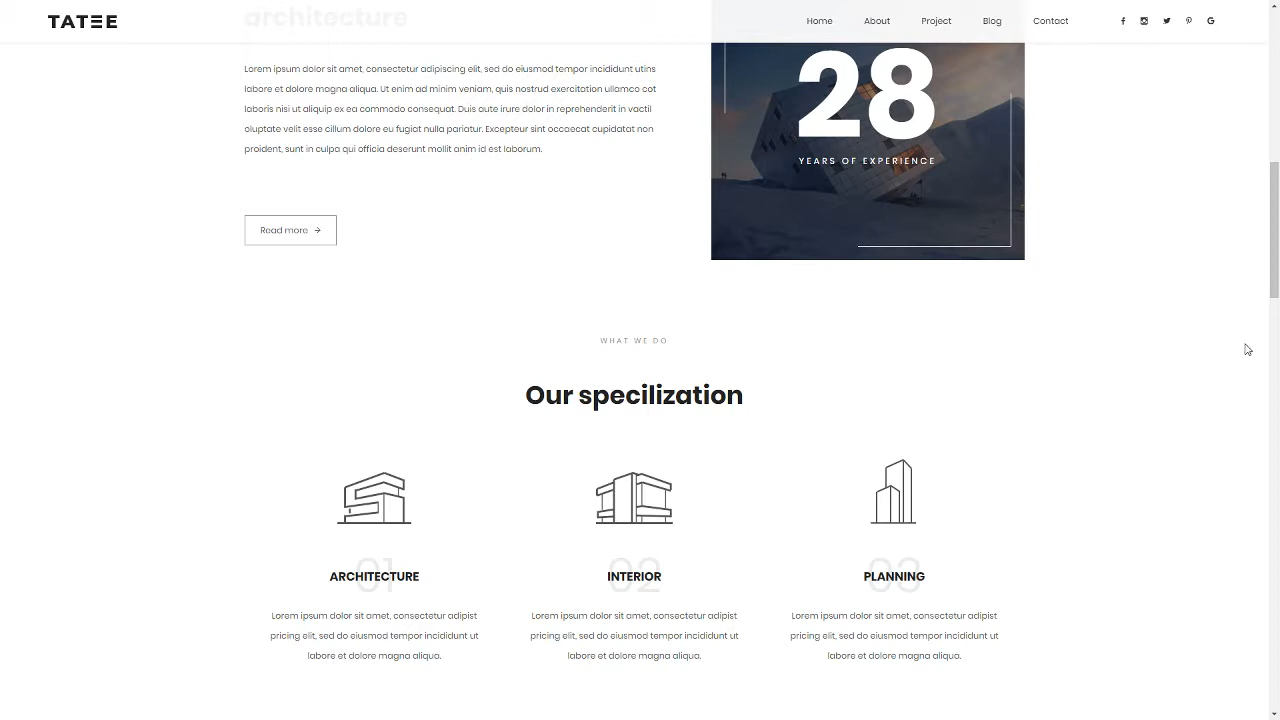 TATEE
Home About Project Blog Contact
architecture
Lorem ipsum dolor sit amet, consectetur adipiscing elit, sed do eiusmod tempor incididunt utins
labore et dolore magna aliqua. Ut enim ad minim veniam, quis nostrud exercitation ullamco cot
laboris nisi ut aliquip ex ea commodo consequat. Duis aute irure dolor in reprehenderit in vactil
oluptate velit esse cillum dolore eu fugiat nulla pariatur. Excepteur sint occaecat cupidatat non
proident, sunt in culpa qui officia deserunt mollit anim id est laborum.
Read more
28
YEARS OF EXPERIENCE
WHAT WE DO
Our specilization
01
ARCHITECTURE
Lorem ipsum dolor sit amet, consectetur adipist
pricing elit, sed do eiusmod tempor incididunt ut
labore et dolore magna aliqua.
02
INTERIOR
Lorem ipsum dolor sit amet, consectetur adipist
pricing elit, sed do eiusmod tempor incididunt ut
labore et dolore magna aliqua.
03
PLANNING
Lorem ipsum dolor sit amet, consectetur adipist
pricing elit, sed do eiusmod tempor incididunt ut
labore et dolore magna aliqua.